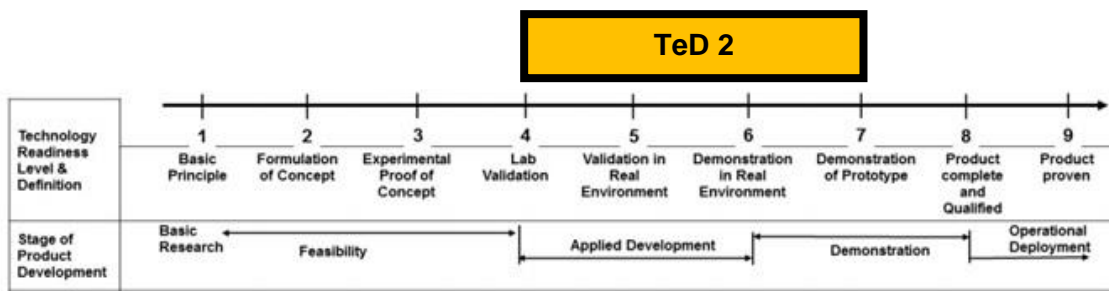 TeD 2
Technology
Readiness
Level &
Definition
1
Basic
Principle
2
Formulation
of Concept
3
Experimental
Proof of
Concept
4
Lab
Validation
5
Validation in
Real
Environment
6
Demonstration
in Real
Environment
7
Demonstration
of Prototype
8
Product
complete
and
Qualified
9
Product
proven
Stage of
Product
Development
Basic
Research
Feasibility
Applied Development
Demonstration
Operational
Deployment